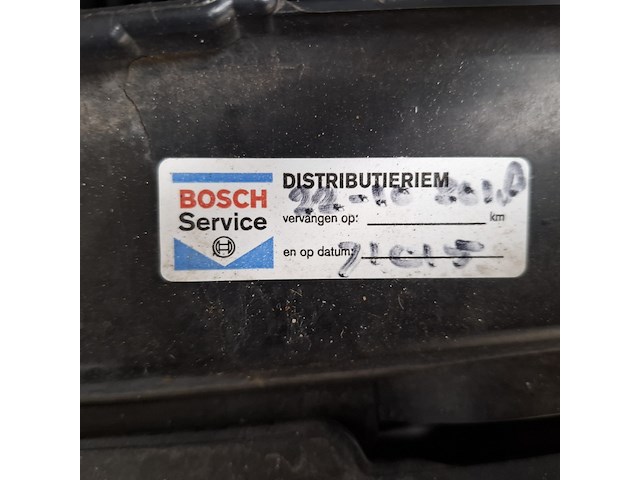 BOSCH
Service
DISTRIBUTIERIEM
vervangen op: km
en op datum: